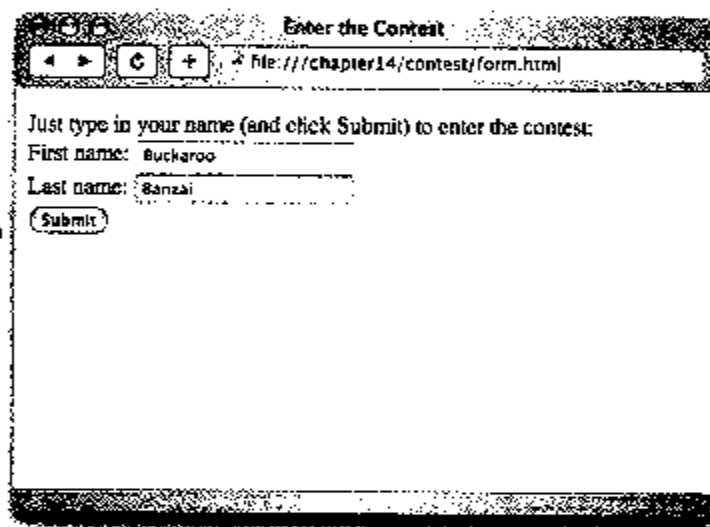 Enter the Contest
file:///chapter14/contest/form.html
Just type in your name (and click Submit) to enter the contest:
First name: Buckaroo
Last name: Banzai
Submit